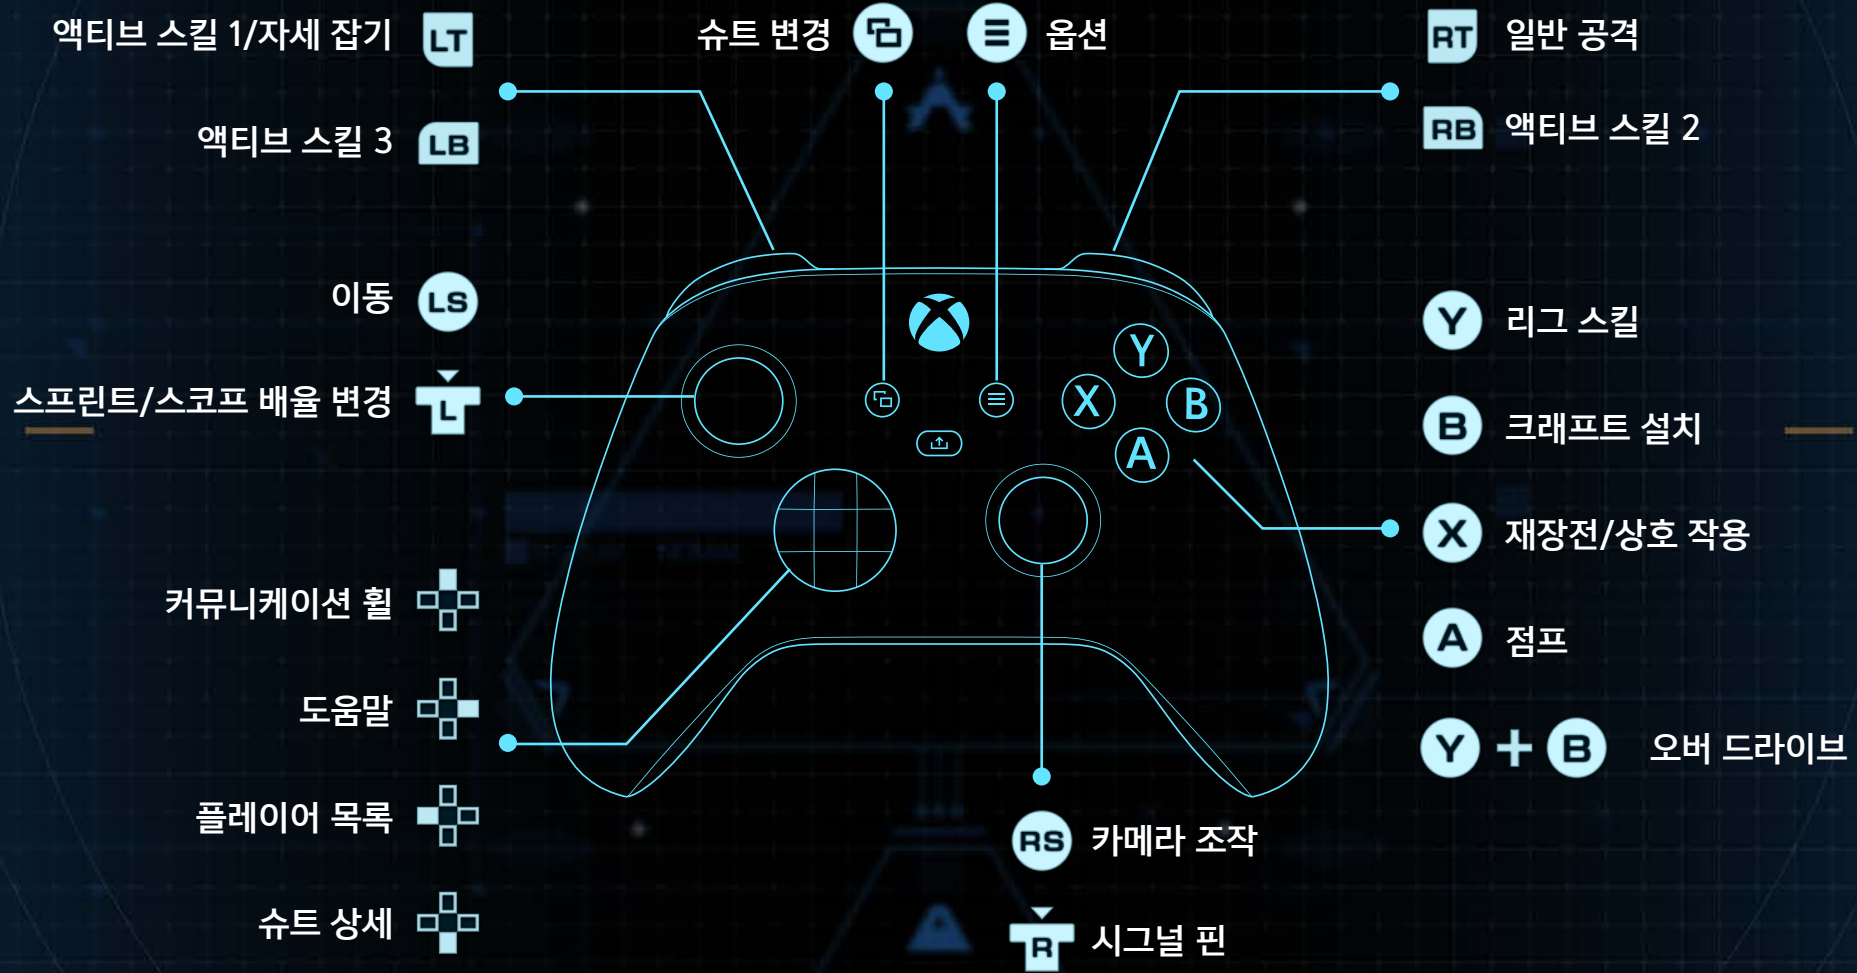 액티브 스킬 1/자세 잡기 LT
슈트 변경
옵션
RT 일반 공격
액티브 스킬 3 LB
RB 액티브 스킬 2
이동 LS
Y 리그 스킬
스프린트/스코프 배율 변경 L
B 크래프트 설치
Y
X B
A
X 재장전/상호 작용
커뮤니케이션 휠
A 점프
도움말
Y + B 오버 드라이브
플레이어 목록
RS 카메라 조작
슈트 상세
R 시그널 핀